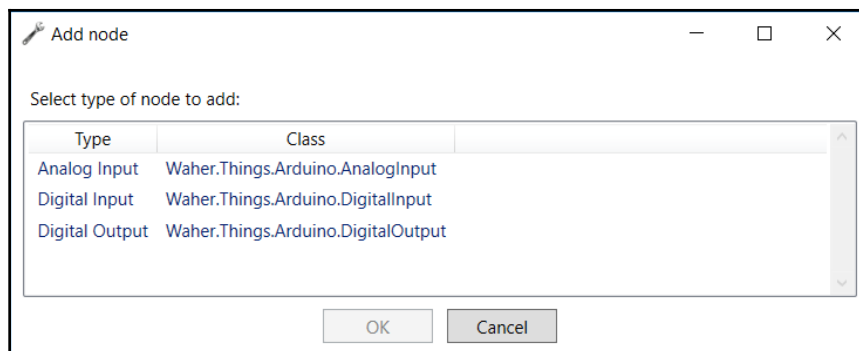 Add node
Select type of node to add:
Type Class
Analog Input Waher.Things.Arduino.AnalogInput
Digital Input Waher.Things.Arduino.DigitalInput
Digital Output Waher.Things.Arduino.DigitalOutput
OK Cancel